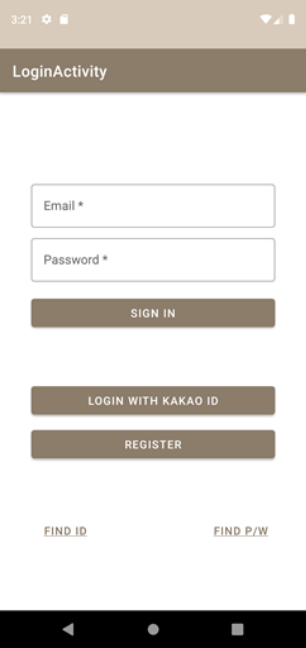 3:21
LoginActivity
Email *
Password *
SIGN IN
LOGIN WITH KAKAO ID
REGISTER
FIND ID
FIND P/W